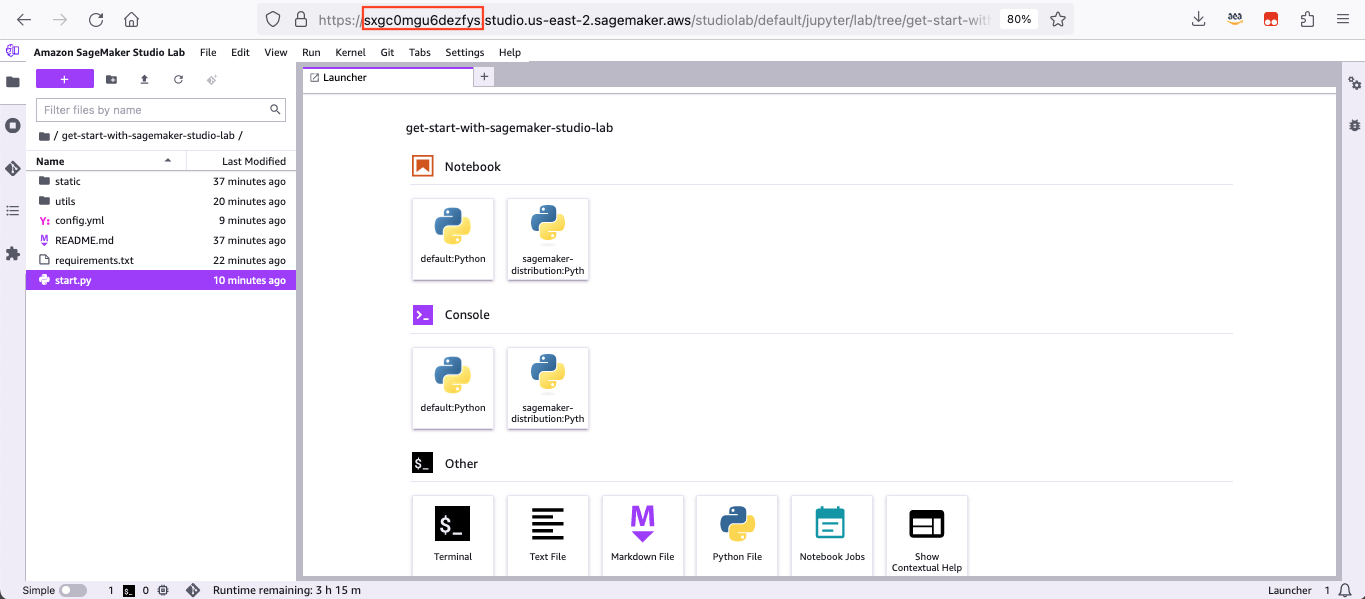 https://sxgc0mgu6dezfys.studio.us-east-2.sagemaker.aws/studiolab/default/jupyter/lab/tree/get-start-with 80%
Amazon SageMaker Studio Lab File Edit View Run Kernel Git Tabs Settings Help
+
Launcher +
Filter files by name
/ get-start-with-sagemaker-studio-lab /
Name Last Modified
static 37 minutes ago
utils 20 minutes ago
Y: config.yml 9 minutes ago
README.md 37 minutes ago
requirements.txt 22 minutes ago
start.py 10 minutes ago
get-start-with-sagemaker-studio-lab
Notebook
default:Python
sagemaker-
distribution:Pyth
>_ Console
default:Python
sagemaker-
distribution:Pyth
$_ Other
$_
Terminal
Text File
M
Markdown File
Python File
Notebook Jobs
Show
Contextual Help
Simple 1 $_ 0 Runtime remaining: 3 h 15 m Launcher 1